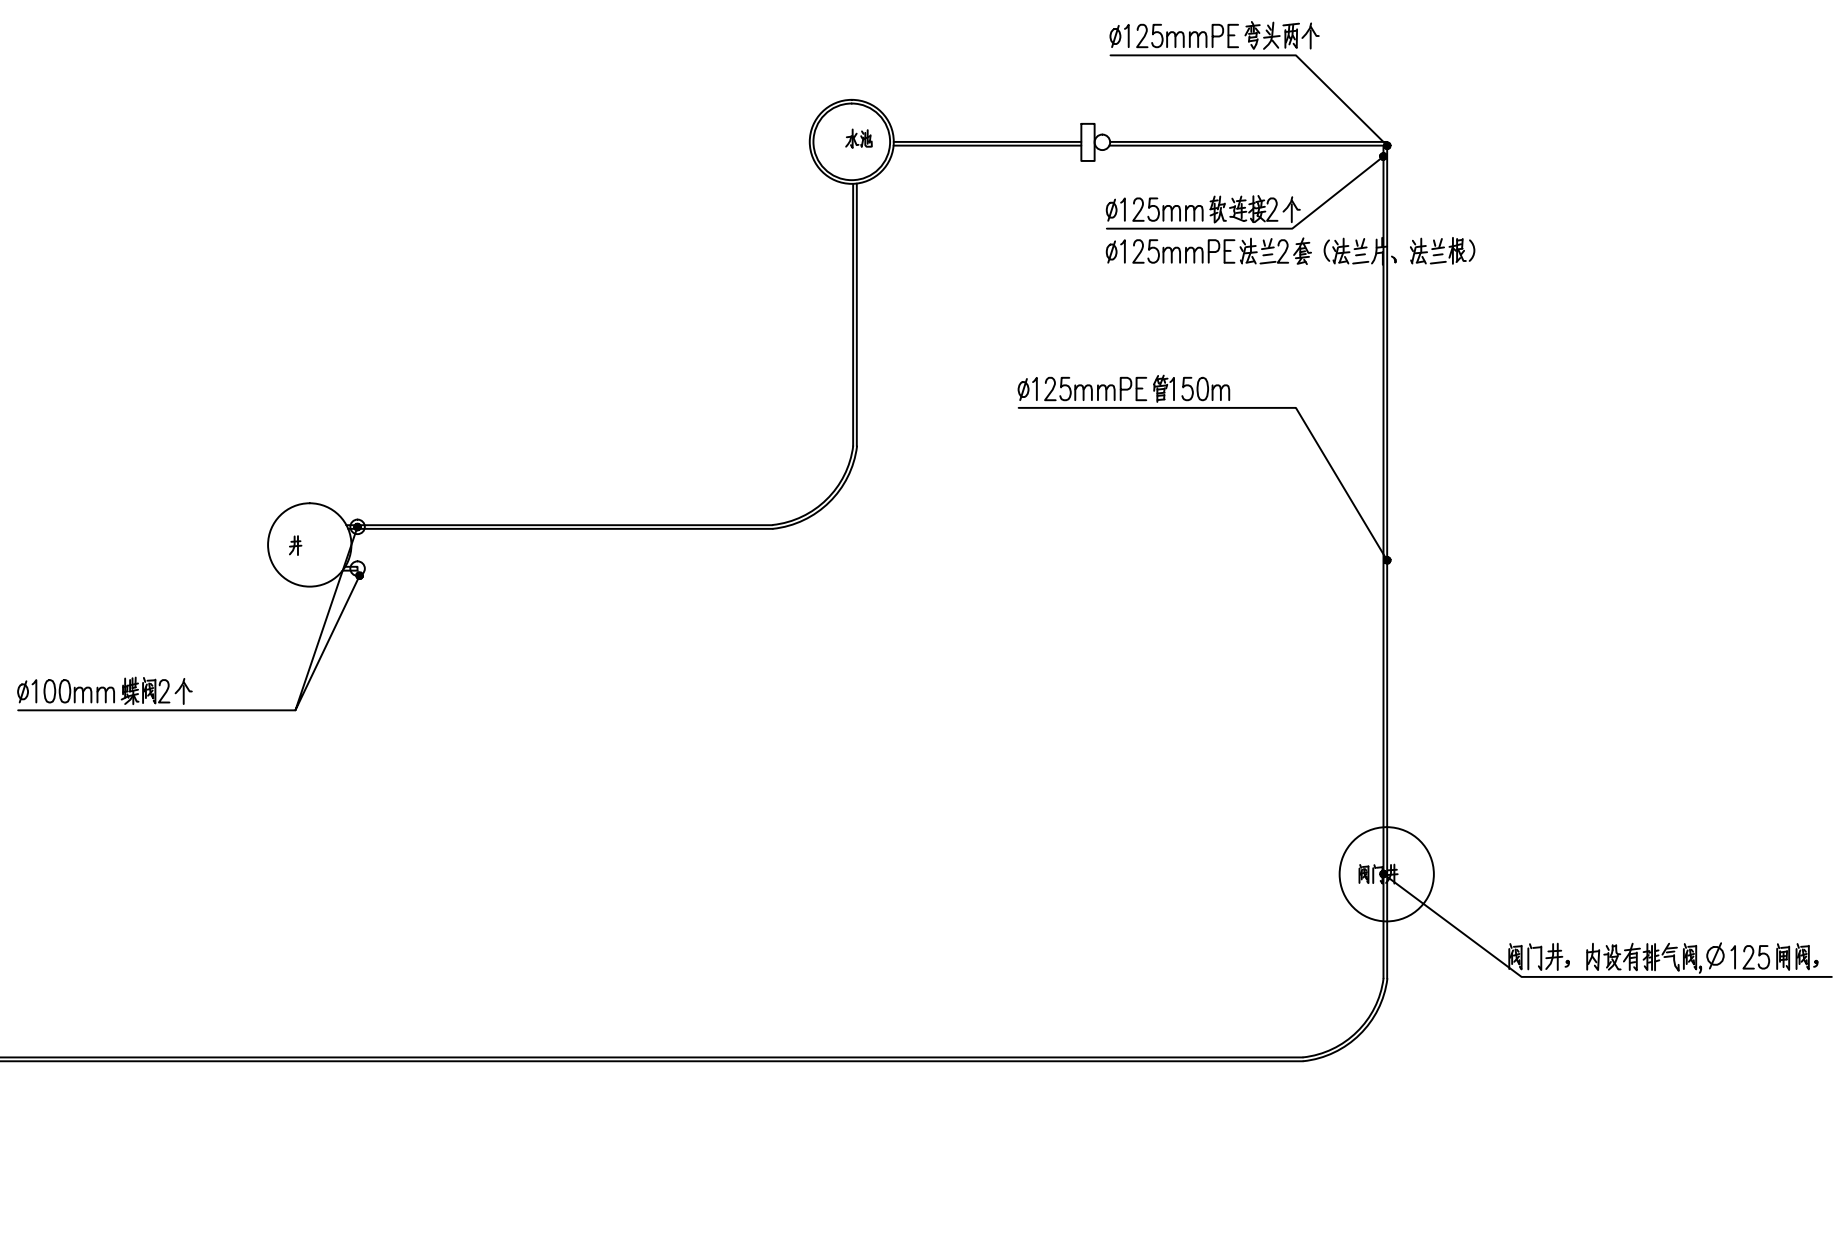 ø125mmPE弯头两个
水池
ø125mm软连接2个
ø125mmPE法兰2套（法兰片、法兰根）
ø125mmPE管150m
井
ø100mm蝶阀2个
阀门井
阀门井，内设有排气阀,Ø125闸阀，